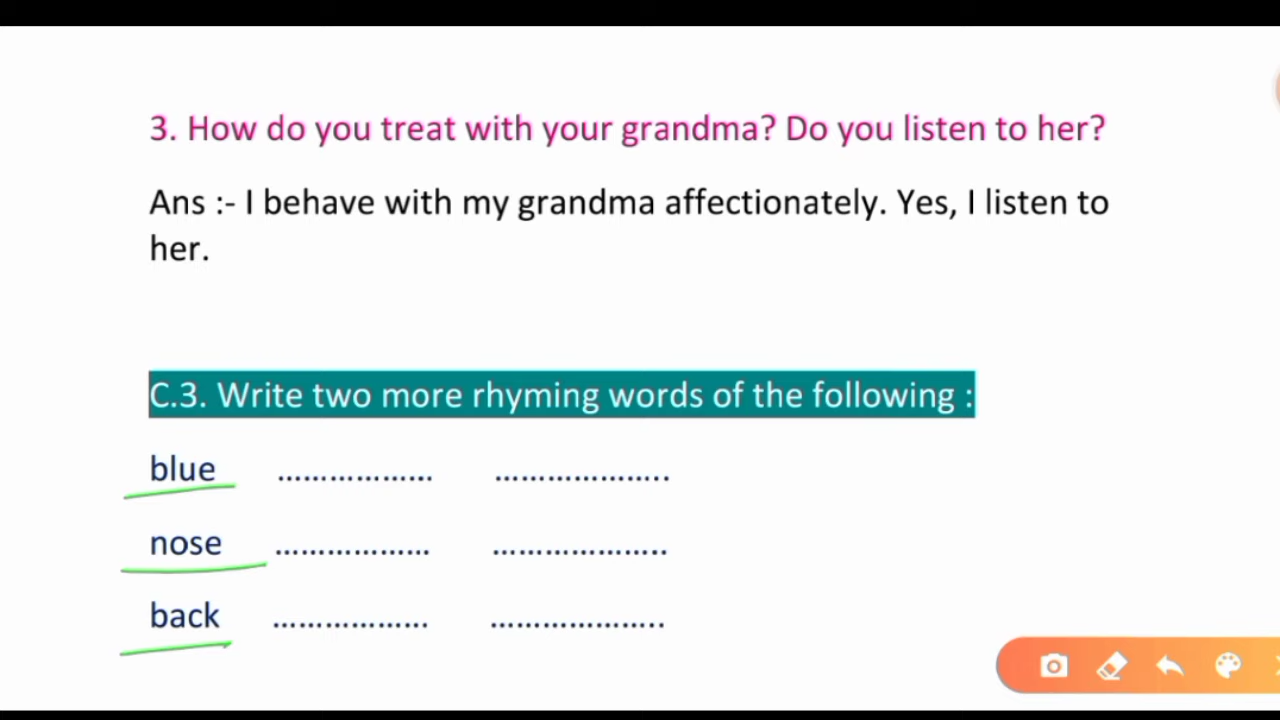 3. How do you treat with your grandma? Do you listen to her?
Ans :- I behave with my grandma affectionately. Yes, I listen to
her.
C.3. Write two more rhyming words of the following :
blue ……………… ………………..
nose ……………… ………………..
back ……………… ………………..